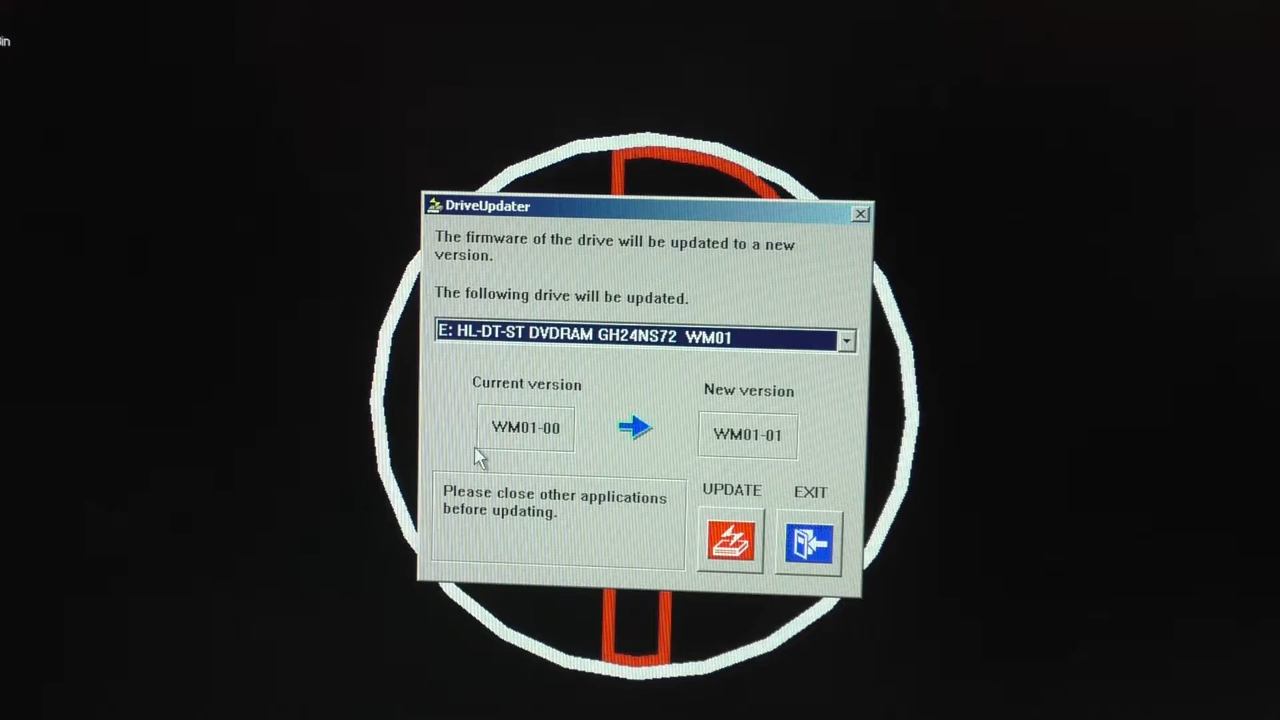 in
DriveUpdater
The firmware of the drive will be updated to a new
version.
The following drive will be updated.
E: HL-DT-ST DVDRAM GH24NS72 WM01
Current version
New version
WM01-00
WM01-01
UPDATE
EXIT
Please close other applications
before updating.